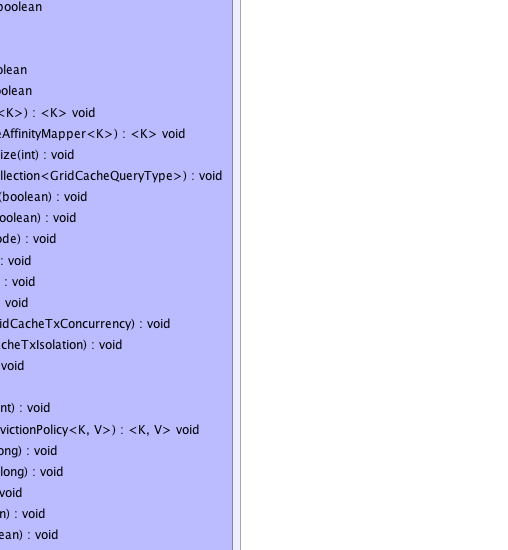 boolean
olean
oolean
<K>) : <K> void
eAffinityMapper<K>) : <K> void
ize(int) : void
llection<GridCacheQueryType>) : void
(boolean) : void
oolean) : void
ode) : void
: void
) : void
: void
idCacheTxConcurrency) : void
cheTxIsolation) : void
void
nt) : void
victionPolicy<K, V>) : <K, V> void
ong) : void
long) : void
void
n) : void
ean) : void